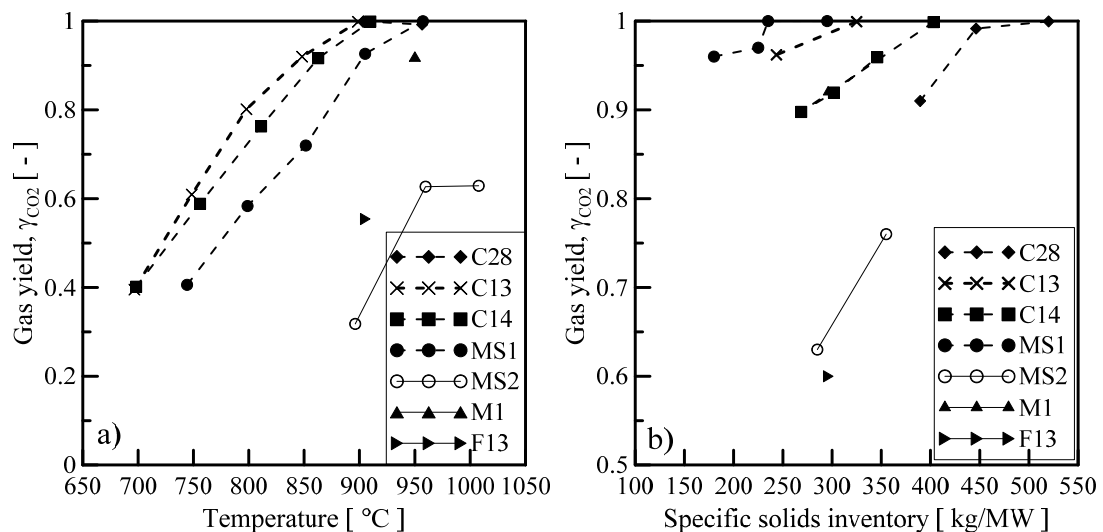 1
0.8
0.6
0.4
0.2
0
Gas yield, γCO2 [ - ]
C28
C13
C14
MS1
MS2
M1
F13
a)
650 700 750 800 850 900 950 1000 1050
Temperature [ °C]
1
0.9
0.8
0.7
0.6
0.5
Gas yield, γCO2 [ - ]
C28
C13
C14
MS1
MS2
M1
F13
b)
100 150 200 250 300 350 400 450 500 550
Specific solids inventory [ kg/MW]